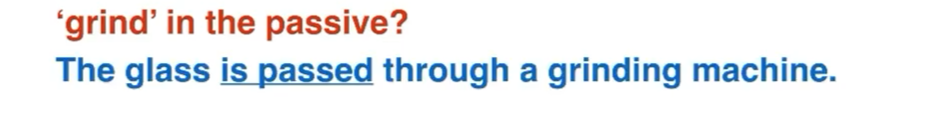 ‘grind’ in the passive?
The glass is passed through a grinding machine.